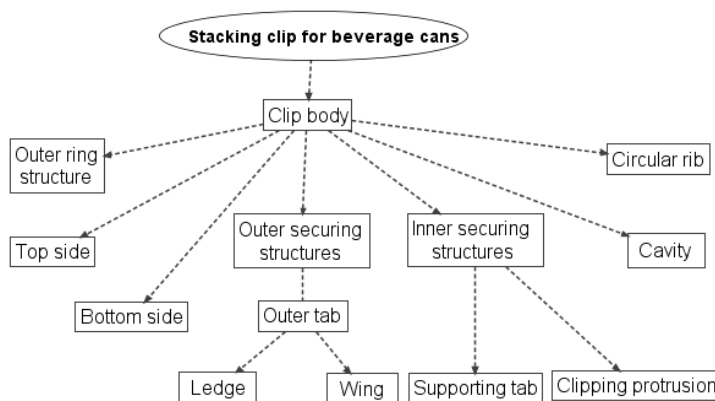 Stacking clip for beverage cans
Clip body
Outer ring
structure
Circular rib
Top side
Outer securing
structures
Inner securing
structures
Cavity
Bottom side
Outer tab
Ledge
Wing
Supporting tab
Clipping protrusion